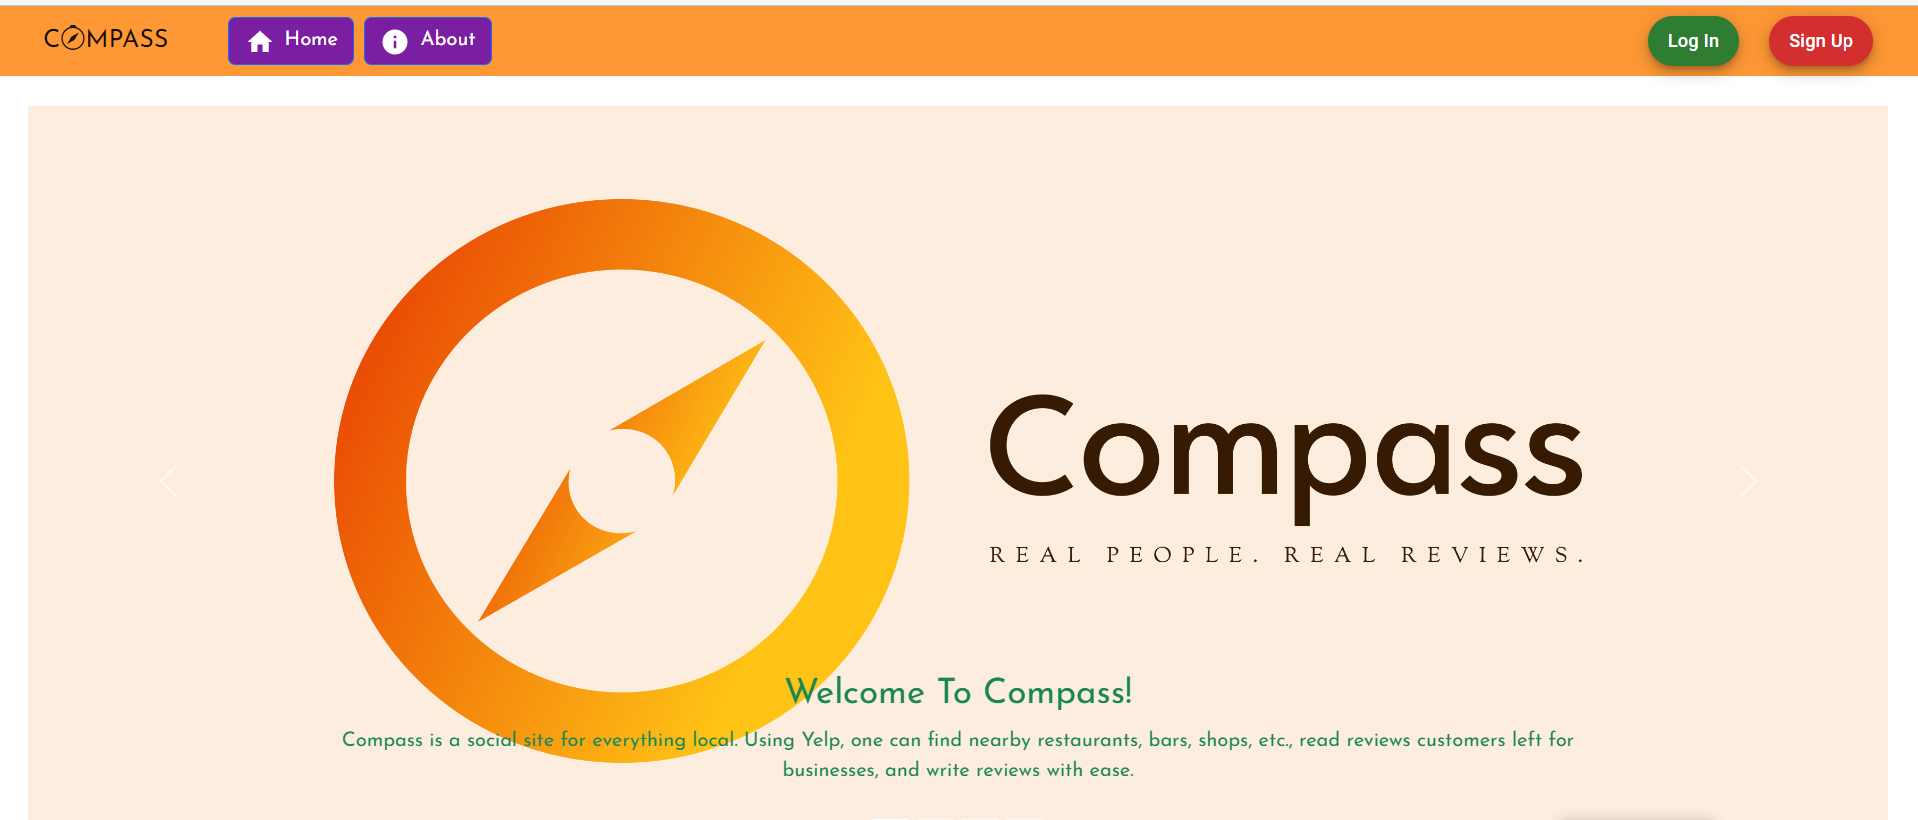 COMPASS
Home
About
Log In
Sign Up
Compass
REAL PEOPLE. REAL REVIEWS.
Welcome To Compass!
Compass is a social site for everything local. Using Yelp, one can find nearby restaurants, bars, shops, etc., read reviews customers left for
businesses, and write reviews with ease.